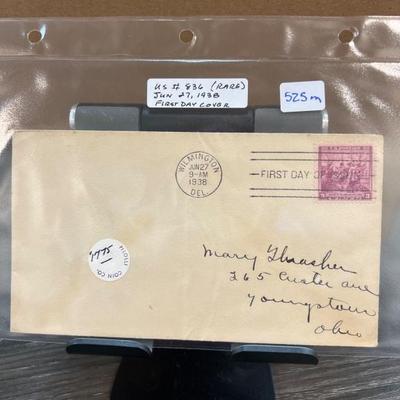 US # 836 (RARE)
JUN 27, 1938
FIRST DAY COVER
525m
WILMINGTON
JUN 27
9-AM
1938
DEL.
FIRST DAY OF ISSUE
COIN CO.
Mary Thrasher
265 Custer ave
Youngstown
Ohio